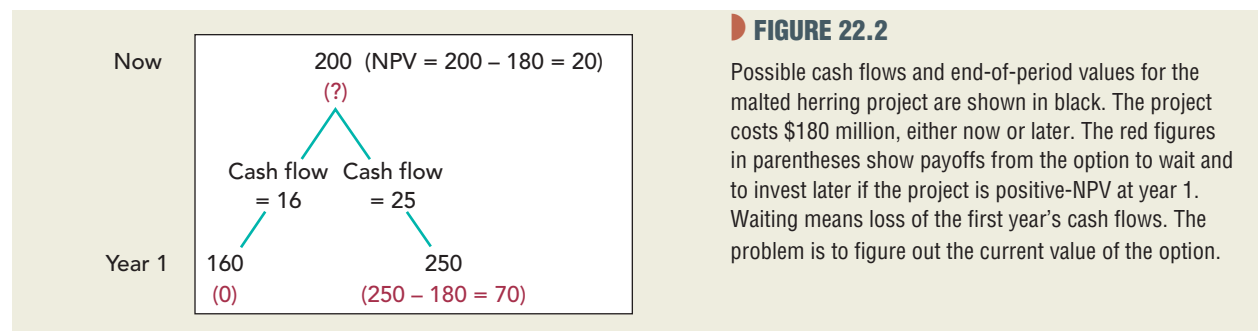 Now
200 (NPV = 200 – 180 = 20)
(?)
Cash flow Cash flow
= 16 = 25
Year 1
160 250
(0) (250 – 180 = 70)
FIGURE 22.2
Possible cash flows and end-of-period values for the
malted herring project are shown in black. The project
costs $180 million, either now or later. The red figures
in parentheses show payoffs from the option to wait and
to invest later if the project is positive-NPV at year 1.
Waiting means loss of the first year’s cash flows. The
problem is to figure out the current value of the option.